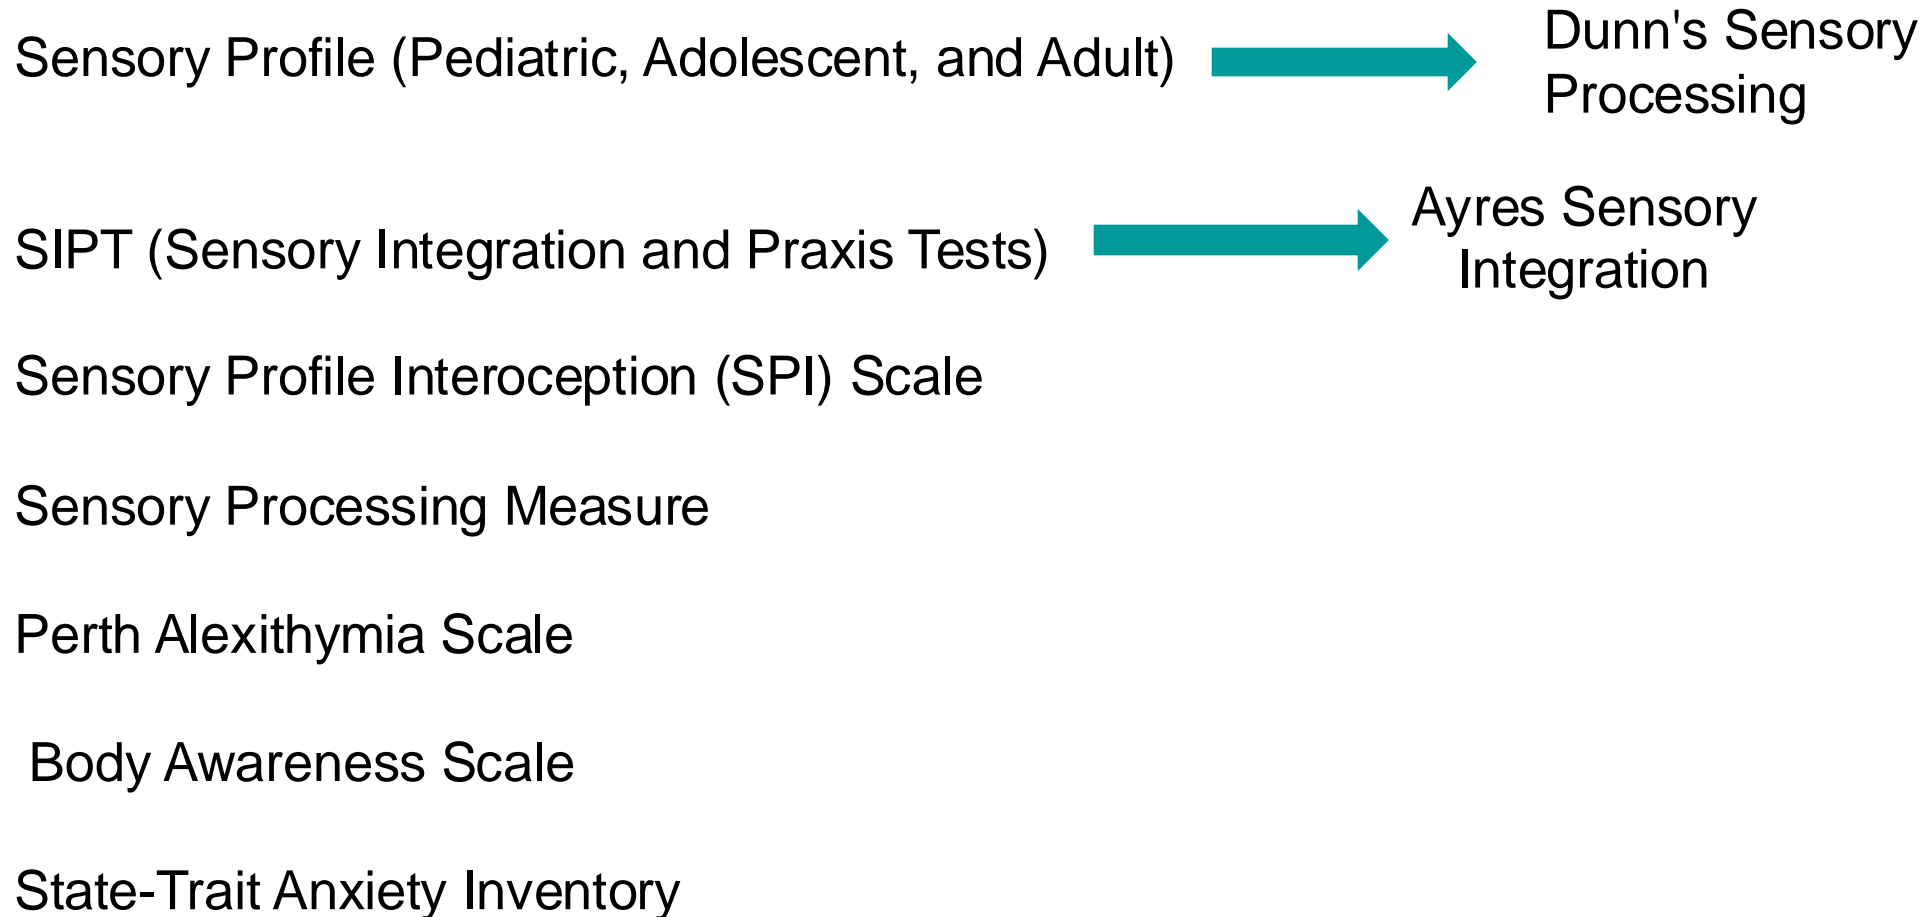 Sensory Profile (Pediatric, Adolescent, and Adult)
Dunn's Sensory
Processing
SIPT (Sensory Integration and Praxis Tests)
Ayres Sensory
Integration
Sensory Profile Interoception (SPI) Scale
Sensory Processing Measure
Perth Alexithymia Scale
Body Awareness Scale
State-Trait Anxiety Inventory